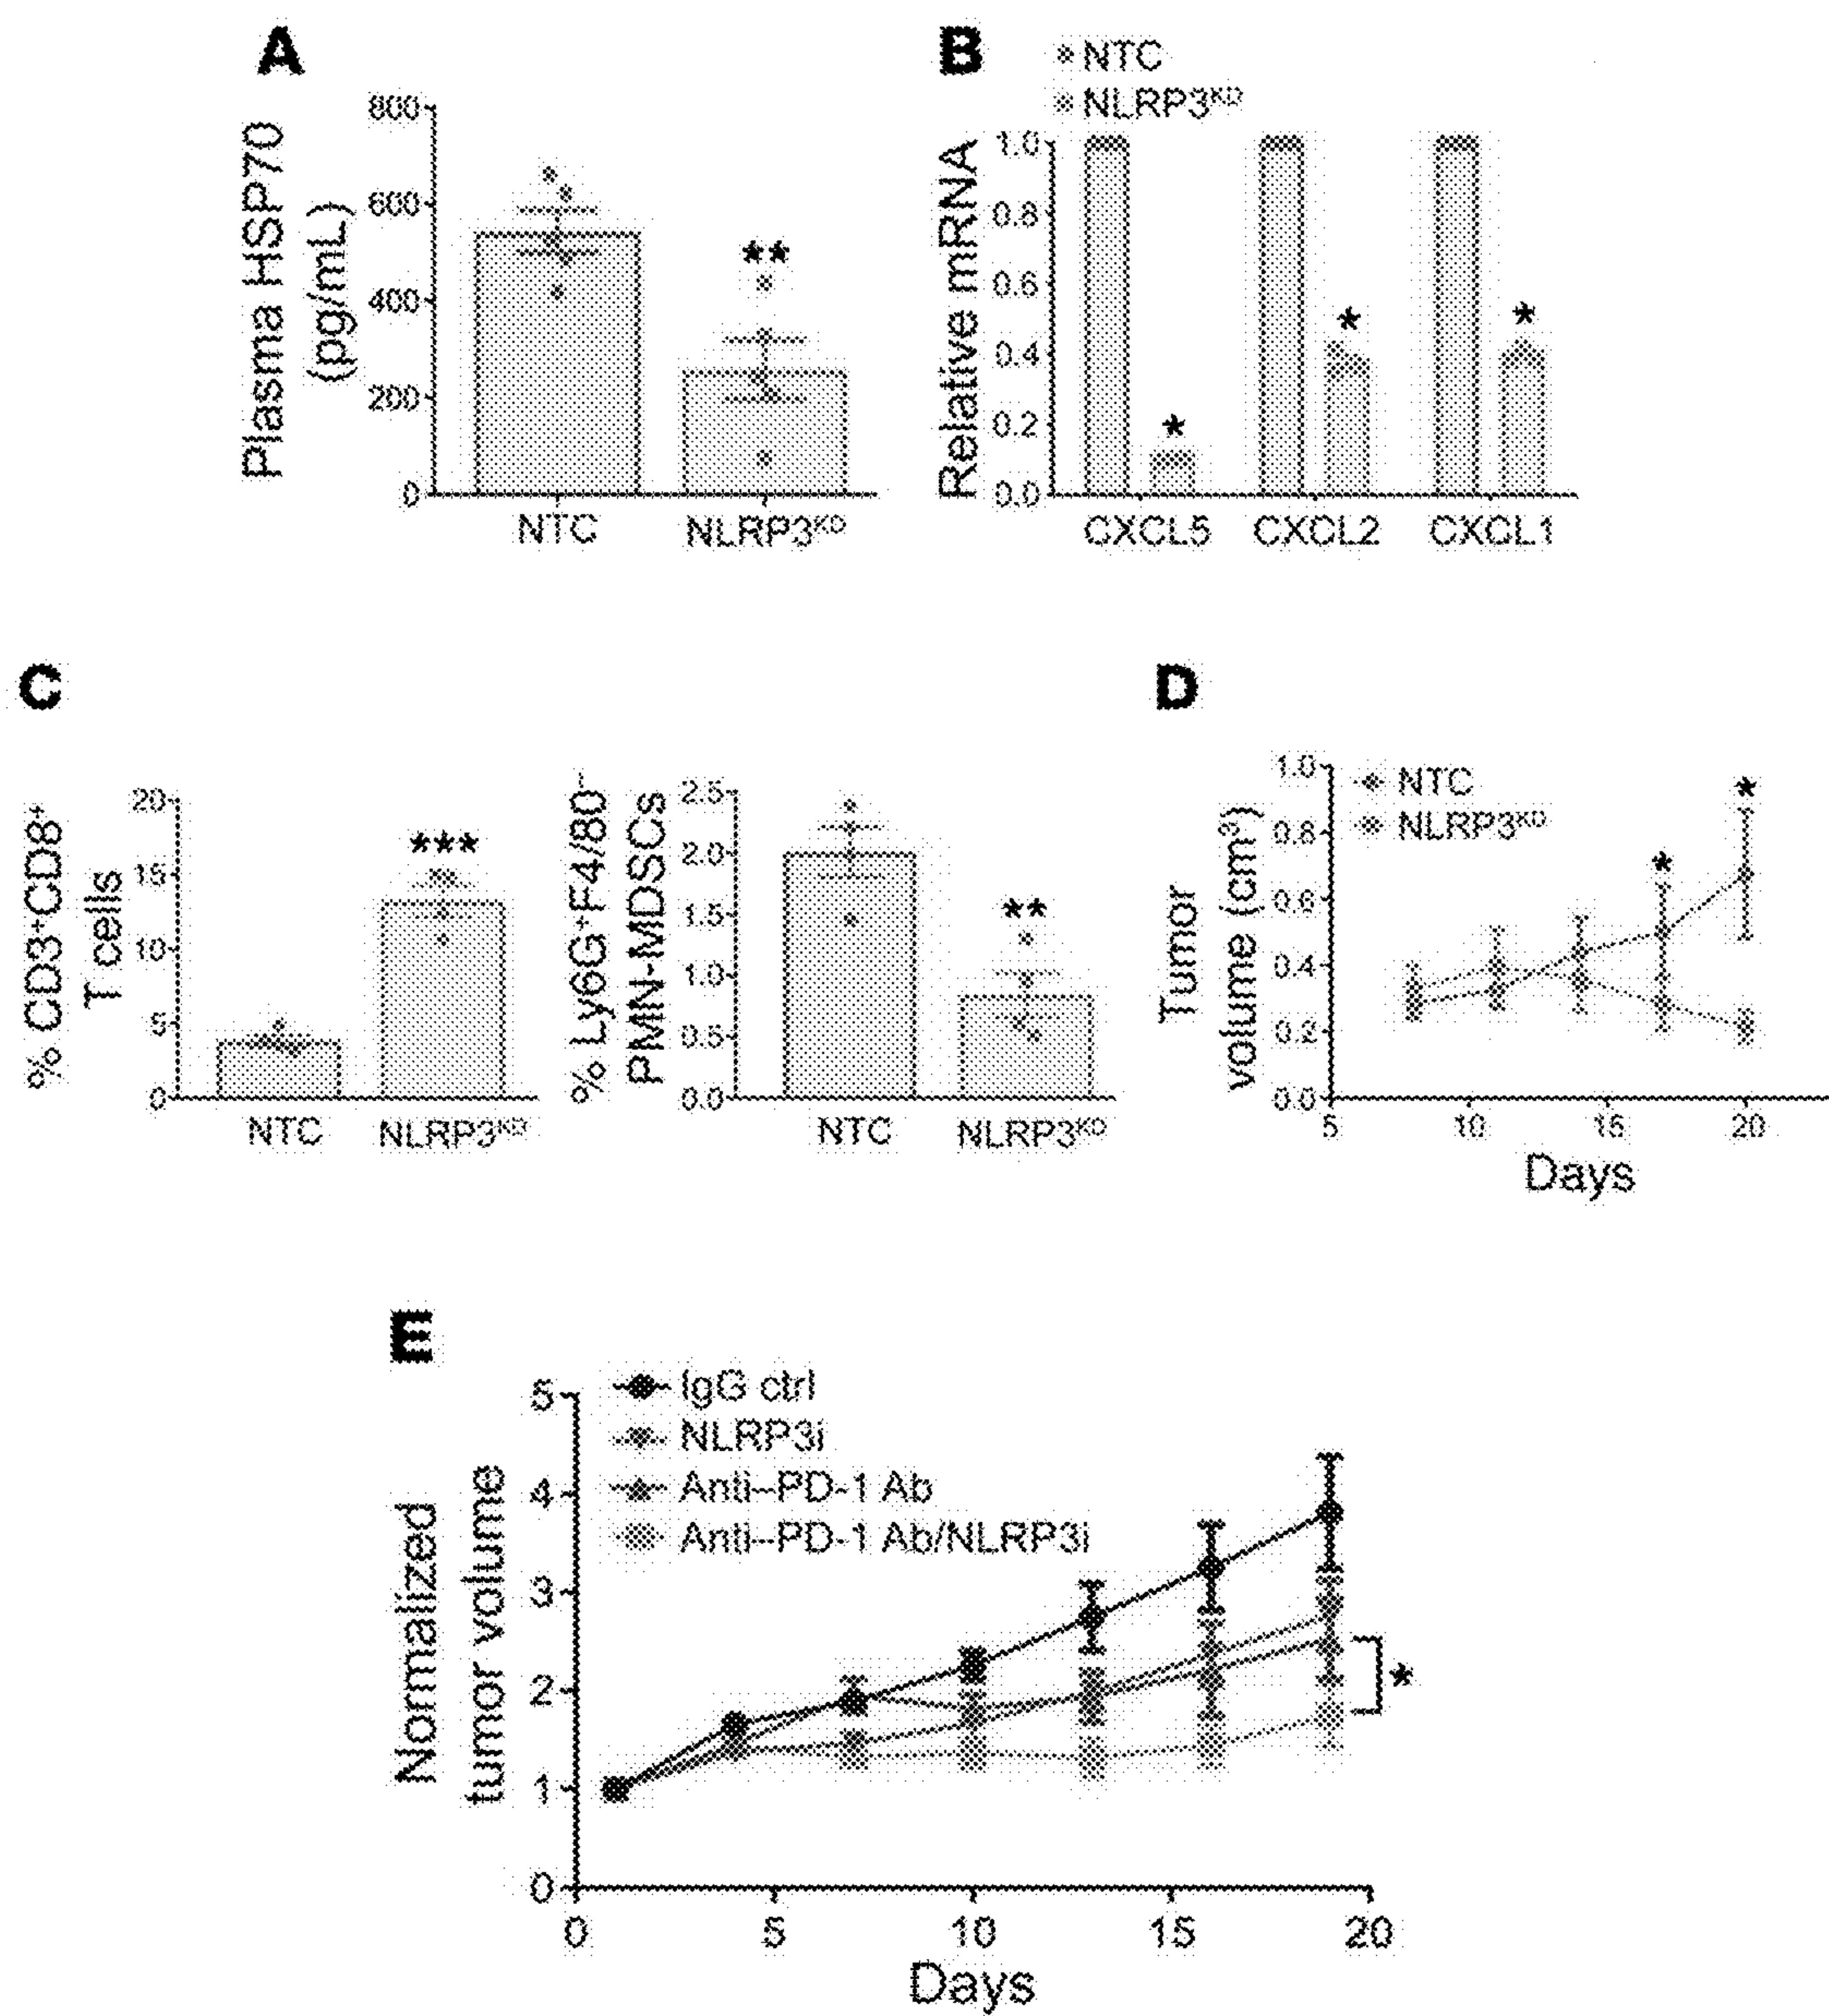 A
Plasma HSP70
(pg/mL)
800
600
400
200
0
**
NTC
NLRP3KD
B
NTC
NLRP3KD
Relative mRNA
1.0
0.8
0.6
0.4
0.2
0.0
*
*
*
CXCL5
CXCL2
CXCL1
C
% CD3+CD8+
T cells
20
15
10
5
0
***
NTC
NLRP3KD
% Ly6G+F4/80-
PMN-MDSCs
2.5
2.0
1.5
1.0
0.5
0.0
**
NTC
NLRP3KD
D
Tumor
volume (cm3)
1.0
0.8
0.6
0.4
0.2
0.0
NTC
NLRP3KD
*
*
5
10
15
20
Days
E
Normalized
tumor volume
5
4
3
2
1
0
IgG ctrl
NLRP3i
Anti–PD-1 Ab
Anti–PD-1 Ab/NLRP3i
*
0
5
10
15
20
Days